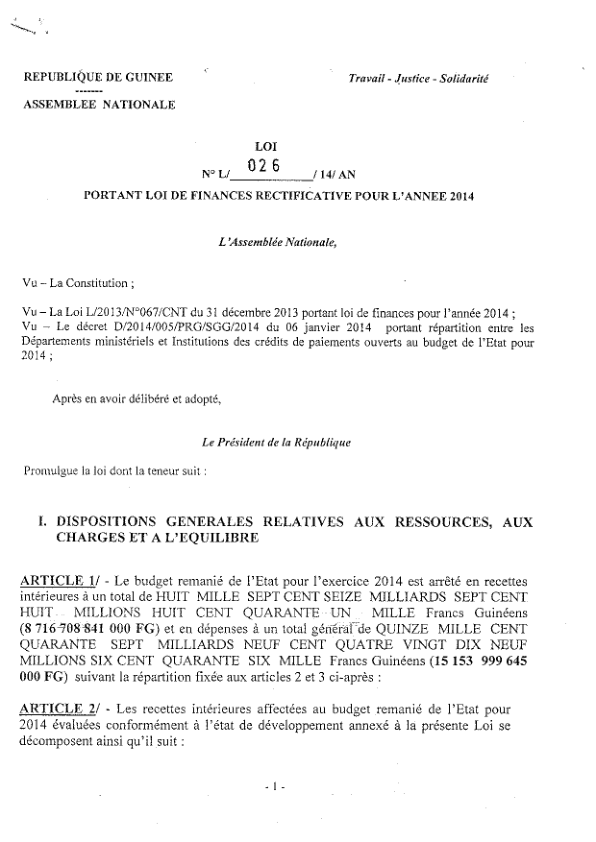 REPUBLIQUE DE GUINEE Travail - Justice - Solidarité
-------
ASSEMBLEE NATIONALE
LOI
N° L/ 026 / 14/ AN
PORTANT LOI DE FINANCES RECTIFICATIVE POUR L'ANNEE 2014
L'Assemblée Nationale,
Vu – La Constitution ;
Vu – La Loi L/2013/N°067/CNT du 31 décembre 2013 portant loi de finances pour l'année 2014 ;
Vu – Le décret D/2014/005/PRG/SGG/2014 du 06 janvier 2014 portant répartition entre les
Départements ministériels et Institutions des crédits de paiements ouverts au budget de l'Etat pour
2014 ;
Après en avoir délibéré et adopté,
Le Président de la République
Promulgue la loi dont la teneur suit :
I. DISPOSITIONS GENERALES RELATIVES AUX RESSOURCES, AUX
CHARGES ET A L'EQUILIBRE
ARTICLE 1/ - Le budget remanié de l'Etat pour l'exercice 2014 est arrêté en recettes
intérieures à un total de HUIT MILLE SEPT CENT SEIZE MILLIARDS SEPT CENT
HUIT MILLIONS HUIT CENT QUARANTE UN MILLE Francs Guinéens
(8 716 708 841 000 FG) et en dépenses à un total général de QUINZE MILLE CENT
QUARANTE SEPT MILLIARDS NEUF CENT QUATRE VINGT DIX NEUF
MILLIONS SIX CENT QUARANTE SIX MILLE Francs Guinéens (15 153 999 645
000 FG) suivant la répartition fixée aux articles 2 et 3 ci-après :
ARTICLE 2/ - Les recettes intérieures affectées au budget remanié de l'Etat pour
2014 évaluées conformément à l'état de développement annexé à la présente Loi se
décomposent ainsi qu'il suit :
- 1 -